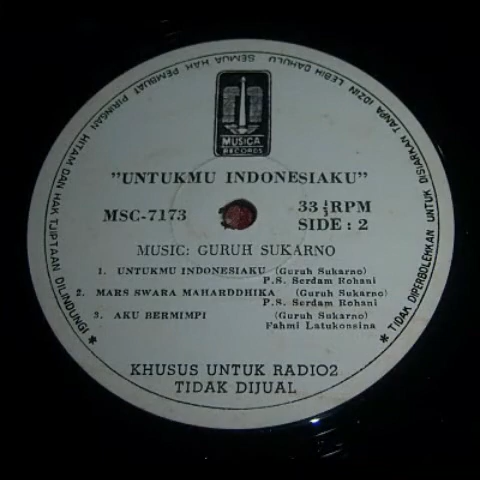 SEMUA HAK PEMBUAT PIRINGAN HITAM DAN HAK TJIPTAAN DILINDUNGI *
LEBIH DAHULU
* TIDAK DIPERBOLEHKAN UNTUK DISIARKAN TANPA IDZIN
MUSICA
RECORDS
"UNTUKMU INDONESIAKU"
MSC-7173
33 1/3 RPM
SIDE : 2
MUSIC: GURUH SUKARNO
1. UNTUKMU INDONESIAKU (Guruh Sukarno)
P.S. Serdam Rohani
2. MARS SWARA MAHARDDHIKA (Guruh Sukarno)
P.S. Serdam Rohani
3. AKU BERMIMPI (Guruh Sukarno)
Fahmi Latukonsina
KHUSUS UNTUK RADIO2
TIDAK DIJUAL